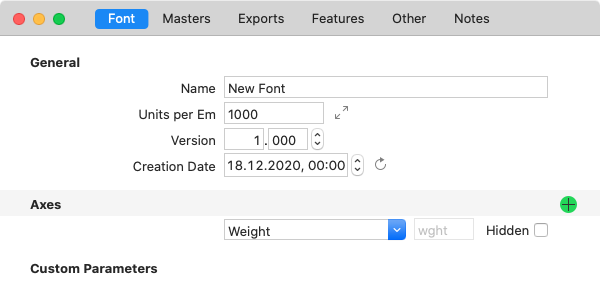 Font Masters Exports Features Other Notes
General
Name New Font
Units per Em 1000
Version 1.000
Creation Date 18.12.2020, 00:00
Axes
Weight wght Hidden
Custom Parameters